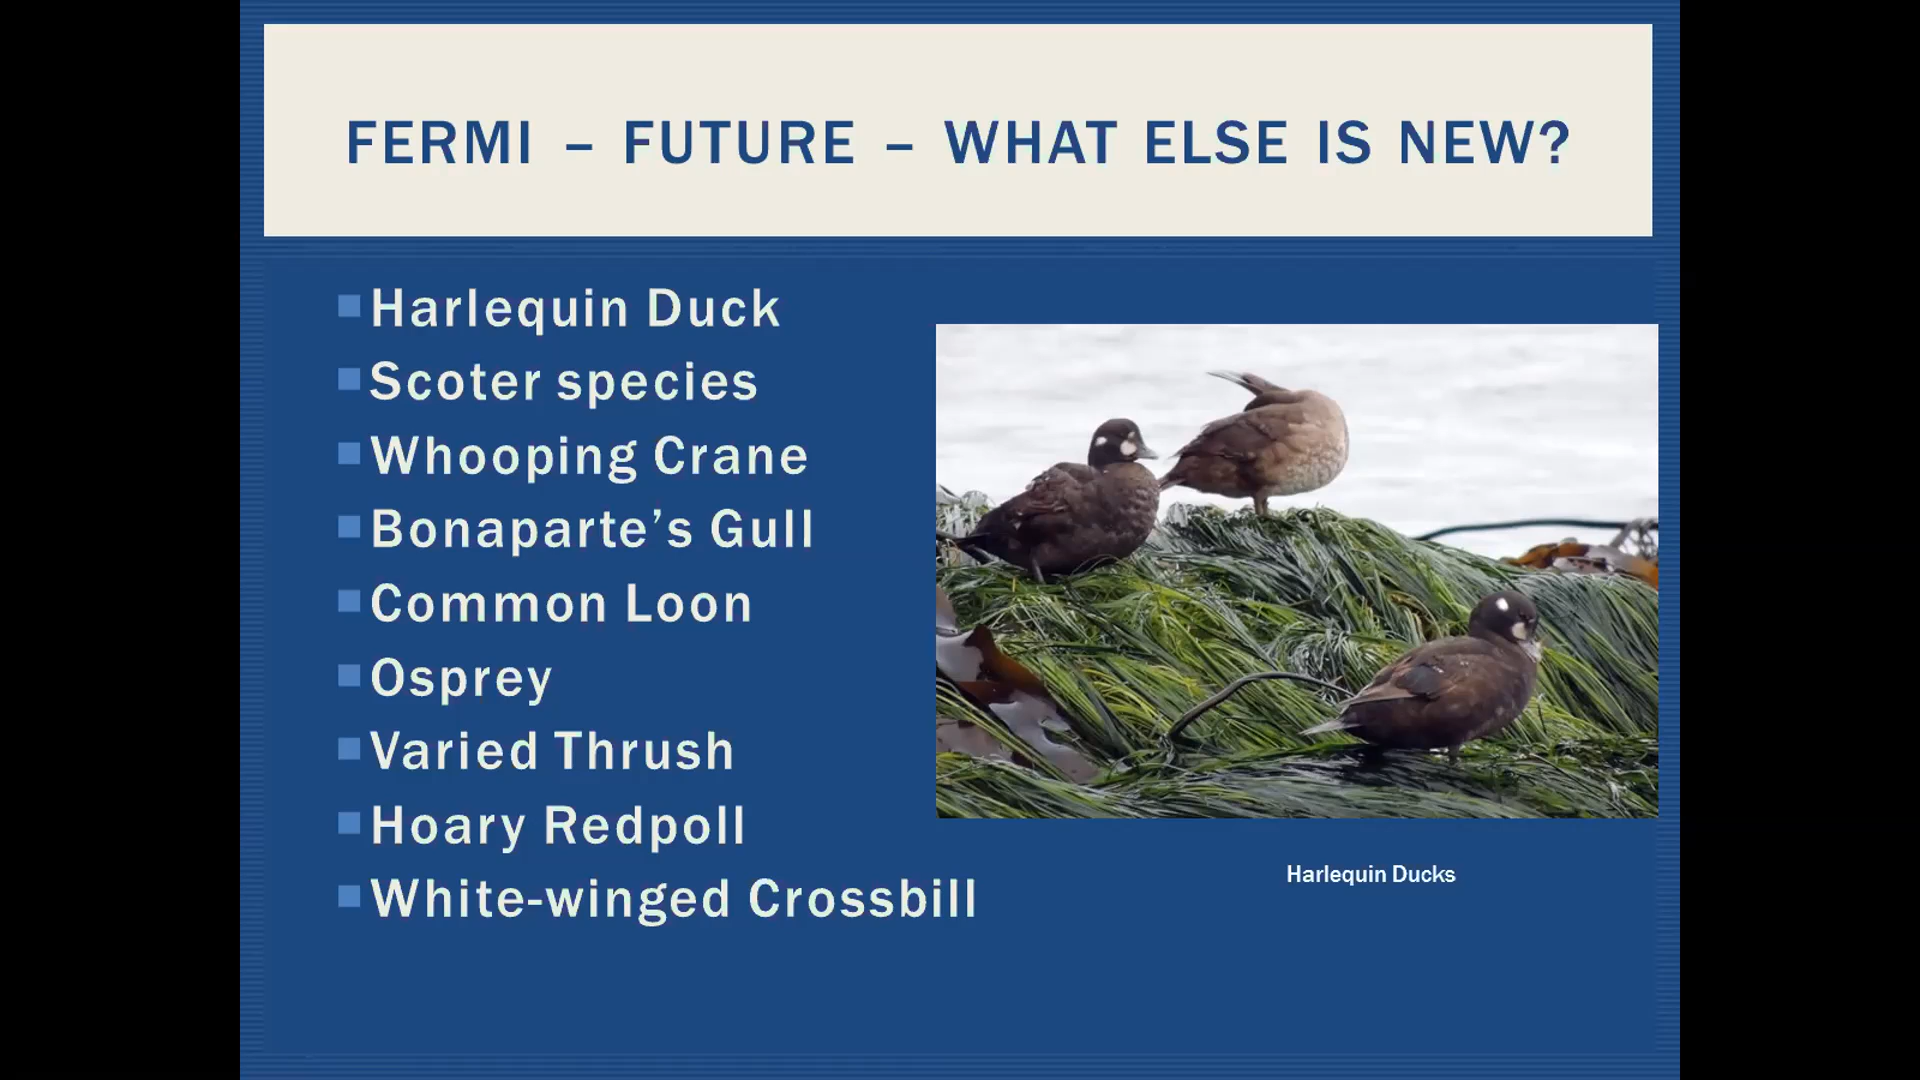 FERMI – FUTURE – WHAT ELSE IS NEW?
Harlequin Duck
Scoter species
Whooping Crane
Bonaparte’s Gull
Common Loon
Osprey
Varied Thrush
Hoary Redpoll
White-winged Crossbill
Harlequin Ducks